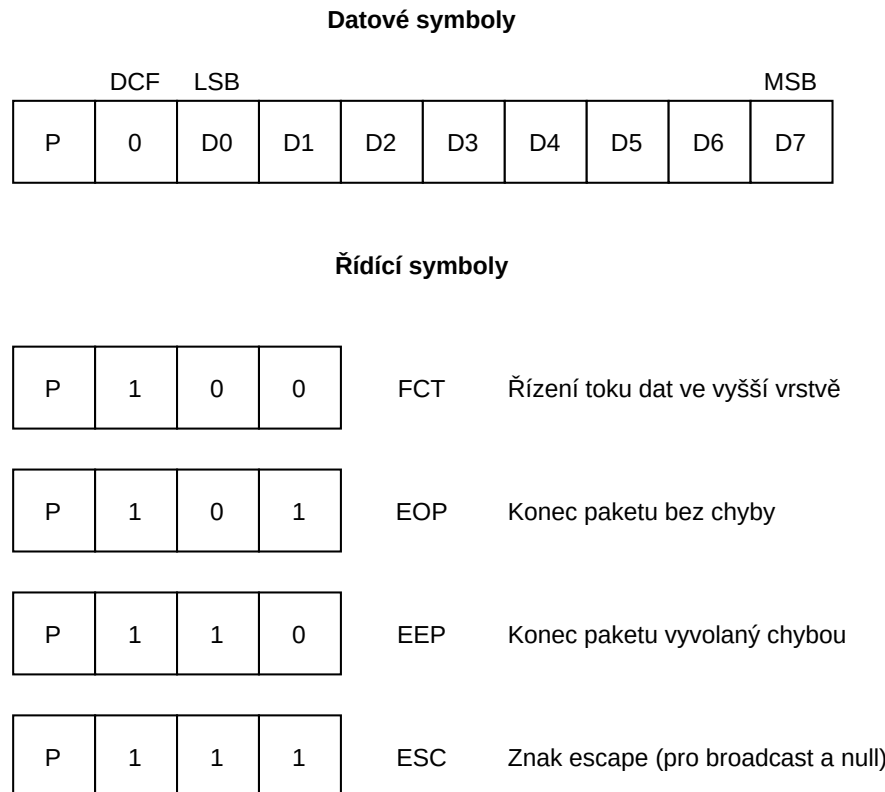 Datové symboly
DCF LSB MSB
P 0 D0 D1 D2 D3 D4 D5 D6 D7
Řídící symboly
P 1 0 0 FCT Řízení toku dat ve vyšší vrstvě
P 1 0 1 EOP Konec paketu bez chyby
P 1 1 0 EEP Konec paketu vyvolaný chybou
P 1 1 1 ESC Znak escape (pro broadcast a null)